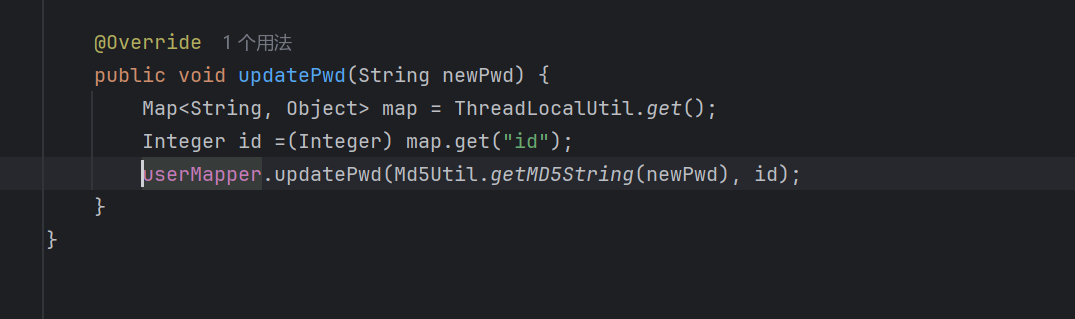 @Override 1 个用法
public void updatePwd(String newPwd) {
Map<String, Object> map = ThreadLocalUtil.get();
Integer id =(Integer) map.get("id");
userMapper.updatePwd(Md5Util.getMD5String(newPwd), id);
}
}